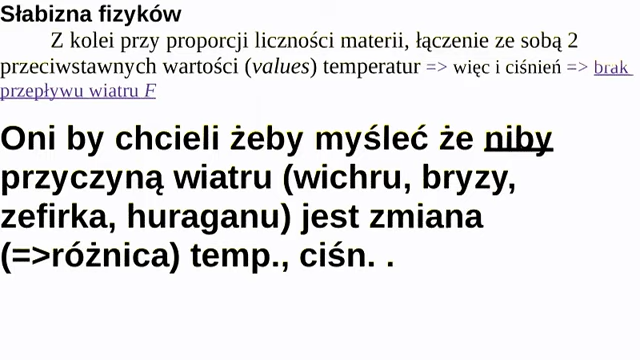 Słabizna fizyków
Z kolei przy proporcji liczności materii, łączenie ze sobą 2
przeciwstawnych wartości (values) temperatur => więc i ciśnień => brak
przepływu wiatru F
Oni by chcieli żeby myśleć że niby
przyczyną wiatru (wichru, bryzy,
zefirka, huraganu) jest zmiana
(=>różnica) temp., ciśn. .